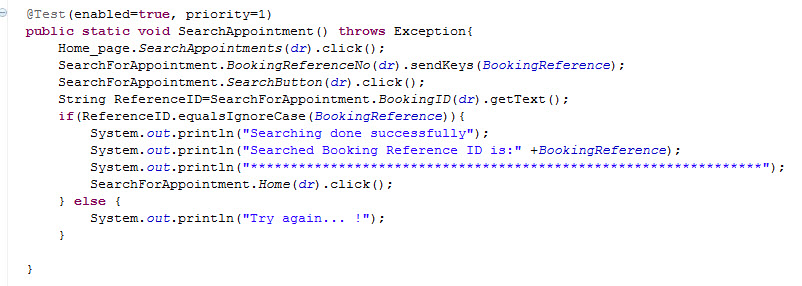 @Test(enabled=true, priority=1)
public static void SearchAppointment() throws Exception{
    Home_page.SearchAppointments(dr).click();
    SearchForAppointment.BookingReferenceNo(dr).sendKeys(BookingReference);
    SearchForAppointment.SearchButton(dr).click();
    String ReferenceID=SearchForAppointment.BookingID(dr).getText();
    if(ReferenceID.equalsIgnoreCase(BookingReference)){
        System.out.println("Searching done successfully");
        System.out.println("Searched Booking Reference ID is:" +BookingReference);
        System.out.println("****************************************************************");
        SearchForAppointment.Home(dr).click();
    } else {
        System.out.println("Try again... !");
    }
}